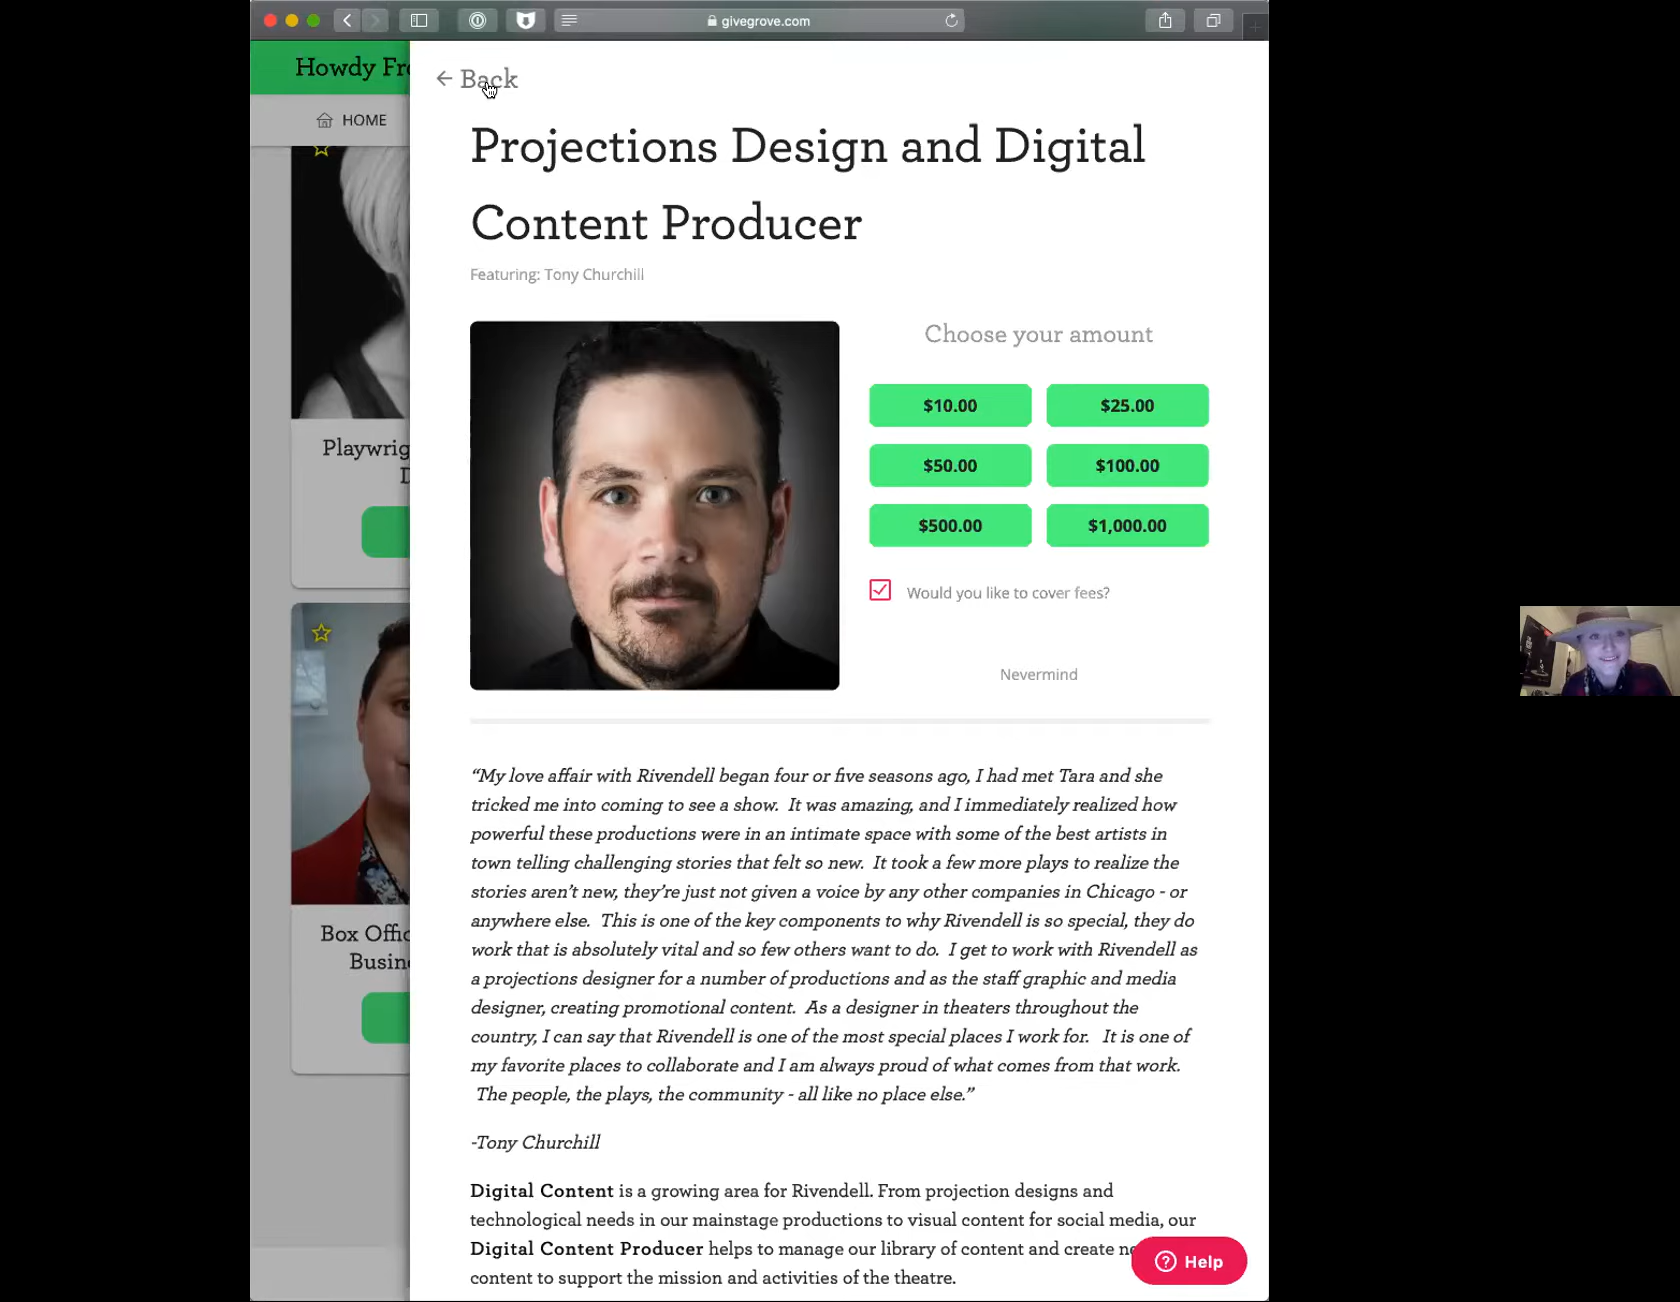 givegrove.com
Howdy Fro
← Back
HOME
Projections Design and Digital
Content Producer
Featuring: Tony Churchill
Choose your amount
$10.00
$25.00
$50.00
$100.00
$500.00
$1,000.00
Would you like to cover fees?
Nevermind
Playwrig
D
Box Offic
Busin
“My love affair with Rivendell began four or five seasons ago, I had met Tara and she
tricked me into coming to see a show.  It was amazing, and I immediately realized how
powerful these productions were in an intimate space with some of the best artists in
town telling challenging stories that felt so new.  It took a few more plays to realize the
stories aren’t new, they’re just not given a voice by any other companies in Chicago - or
anywhere else.  This is one of the key components to why Rivendell is so special, they do
work that is absolutely vital and so few others want to do.  I get to work with Rivendell as
a projections designer for a number of productions and as the staff graphic and media
designer, creating promotional content.  As a designer in theaters throughout the
country, I can say that Rivendell is one of the most special places I work for.   It is one of
my favorite places to collaborate and I am always proud of what comes from that work.
The people, the plays, the community - all like no place else.”
-Tony Churchill
Digital Content is a growing area for Rivendell. From projection designs and
technological needs in our mainstage productions to visual content for social media, our
Digital Content Producer helps to manage our library of content and create ne
content to support the mission and activities of the theatre.
Help